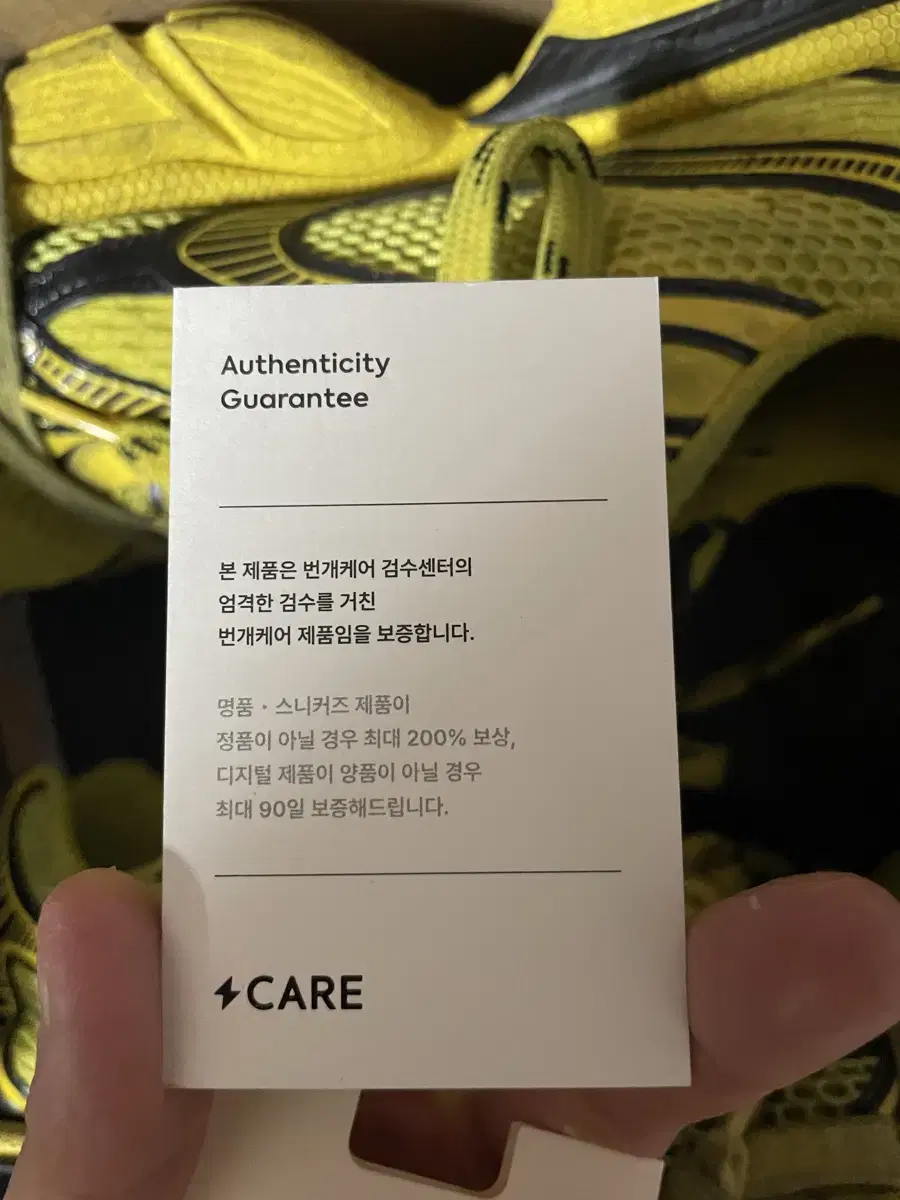 Authenticity
Guarantee
본 제품은 번개케어 검수센터의
엄격한 검수를 거친
번개케어 제품임을 보증합니다.
명품 · 스니커즈 제품이
정품이 아닐 경우 최대 200% 보상,
디지털 제품이 양품이 아닐 경우
최대 90일 보증해드립니다.
CARE